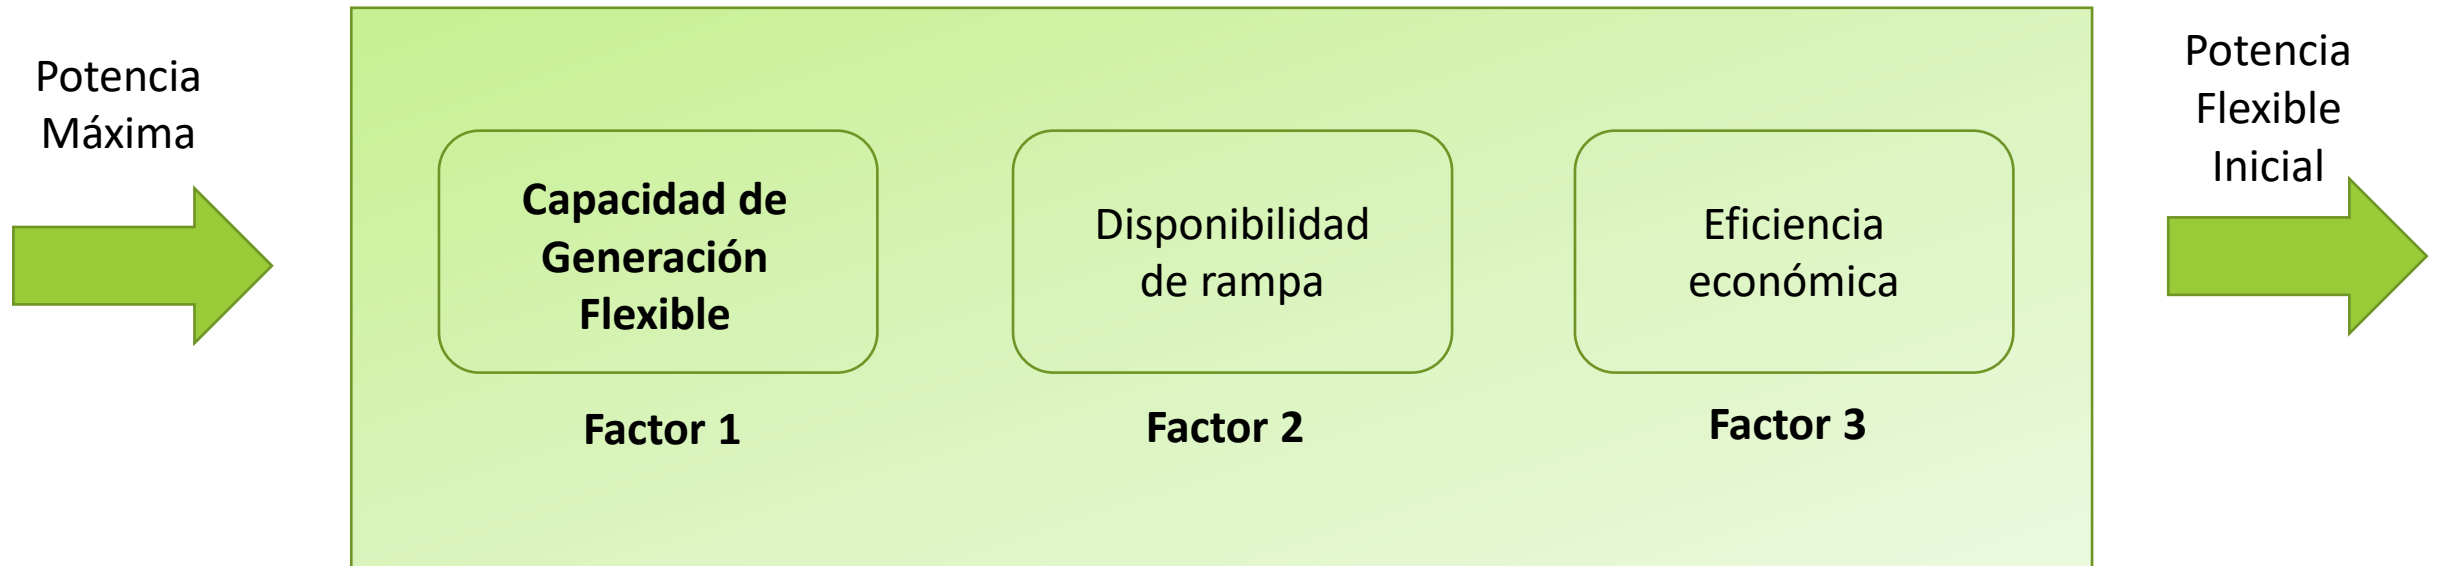 Potencia
Máxima
Capacidad de
Generación
Flexible
Factor 1
Disponibilidad
de rampa
Factor 2
Eficiencia
económica
Factor 3
Potencia
Flexible
Inicial